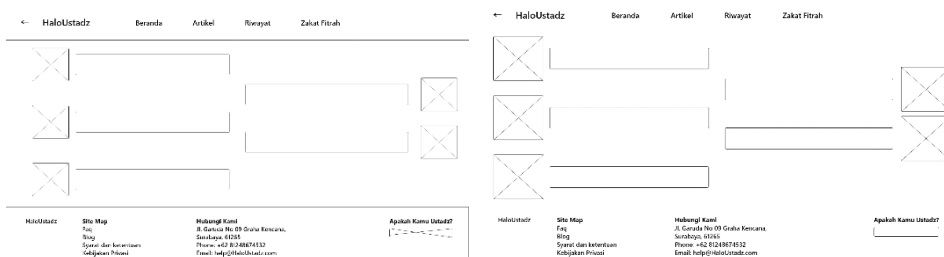 ← HaloUstadz Beranda Artikel Riwayat Zakat Fitrah
HaloUstadz
Site Map
Faq
Blog
Syarat dan ketentuan
Kebijakan Privasi
Hubungi Kami
Jl. Garuda No 09 Graha Kencana,
Surabaya, 61265
Phone: +62 81248674532
Email: help@HaloUstadz.com
Apakah Kamu Ustadz?
← HaloUstadz Beranda Artikel Riwayat Zakat Fitrah
HaloUstadz
Site Map
Faq
Blog
Syarat dan ketentuan
Kebijakan Privasi
Hubungi Kami
Jl. Garuda No 09 Graha Kencana,
Surabaya, 61265
Phone: +62 81248674532
Email: help@HaloUstadz.com
Apakah Kamu Ustadz?